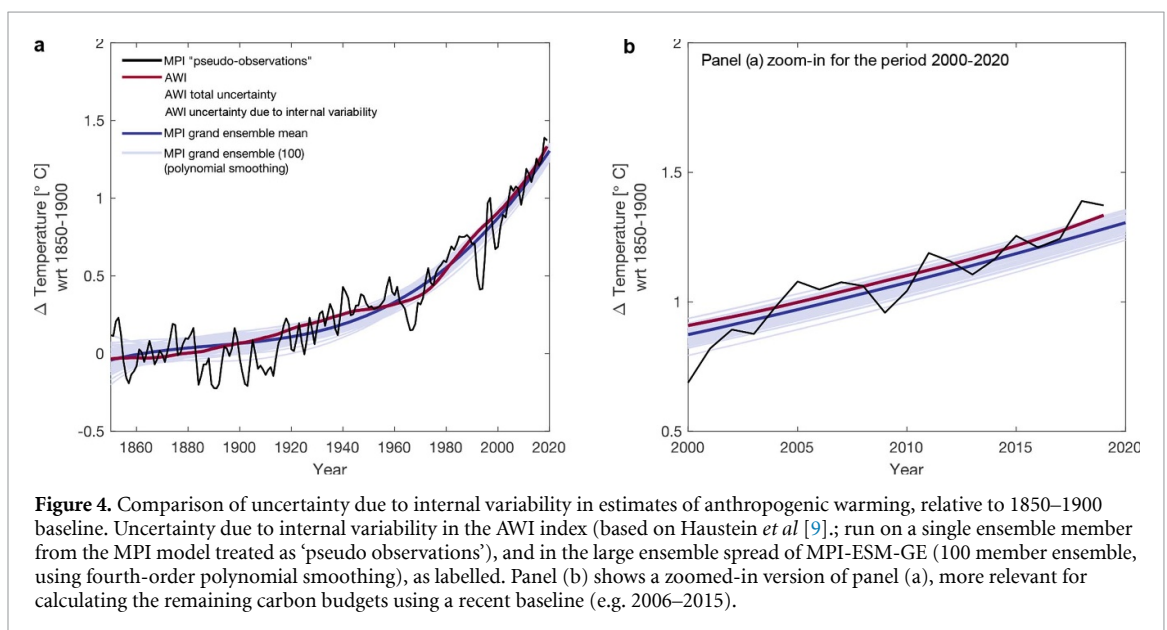 a
2
1.5
1
0.5
0
-0.5
Δ Temperature [° C]
wrt 1850-1900
MPI "pseudo-observations"
AWI
AWI total uncertainty
AWI uncertainty due to internal variability
MPI grand ensemble mean
MPI grand ensemble (100)
(polynomial smoothing)
1860 1880 1900 1920 1940 1960 1980 2000 2020
Year
b
2
1.5
1
0.5
Δ Temperature [° C]
wrt 1850-1900
Panel (a) zoom-in for the period 2000-2020
2000 2005 2010 2015 2020
Year
Figure 4. Comparison of uncertainty due to internal variability in estimates of anthropogenic warming, relative to 1850–1900
baseline. Uncertainty due to internal variability in the AWI index (based on Haustein et al [9].; run on a single ensemble member
from the MPI model treated as ‘pseudo observations’), and in the large ensemble spread of MPI-ESM-GE (100 member ensemble,
using fourth-order polynomial smoothing), as labelled. Panel (b) shows a zoomed-in version of panel (a), more relevant for
calculating the remaining carbon budgets using a recent baseline (e.g. 2006–2015).